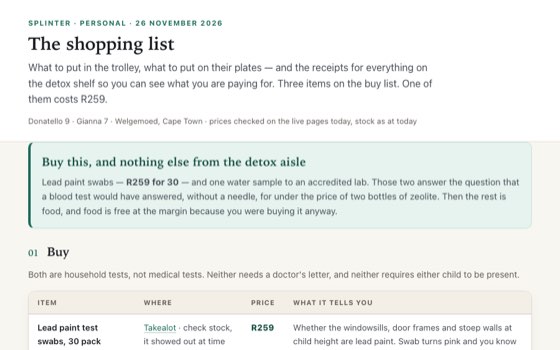 SPLINTER · PERSONAL · 26 NOVEMBER 2026
The shopping list
What to put in the trolley, what to put on their plates — and the receipts for everything on
the detox shelf so you can see what you are paying for. Three items on the buy list. One of
them costs R259.
Donatello 9 · Gianna 7 · Welgemoed, Cape Town · prices checked on the live pages today, stock as at today
Buy this, and nothing else from the detox aisle
Lead paint swabs — R259 for 30 — and one water sample to an accredited lab. Those two answer the question that
a blood test would have answered, without a needle, for under the price of two bottles of zeolite. Then the rest is
food, and food is free at the margin because you were buying it anyway.
01 Buy
Both are household tests, not medical tests. Neither needs a doctor's letter, and neither requires either child to be present.
ITEM WHERE PRICE WHAT IT TELLS YOU
Lead paint test Takealot · check stock, R259 Whether the windowsills, door frames and stoep walls at
swabs, 30 pack it showed out at time child height are lead paint. Swab turns pink and you know